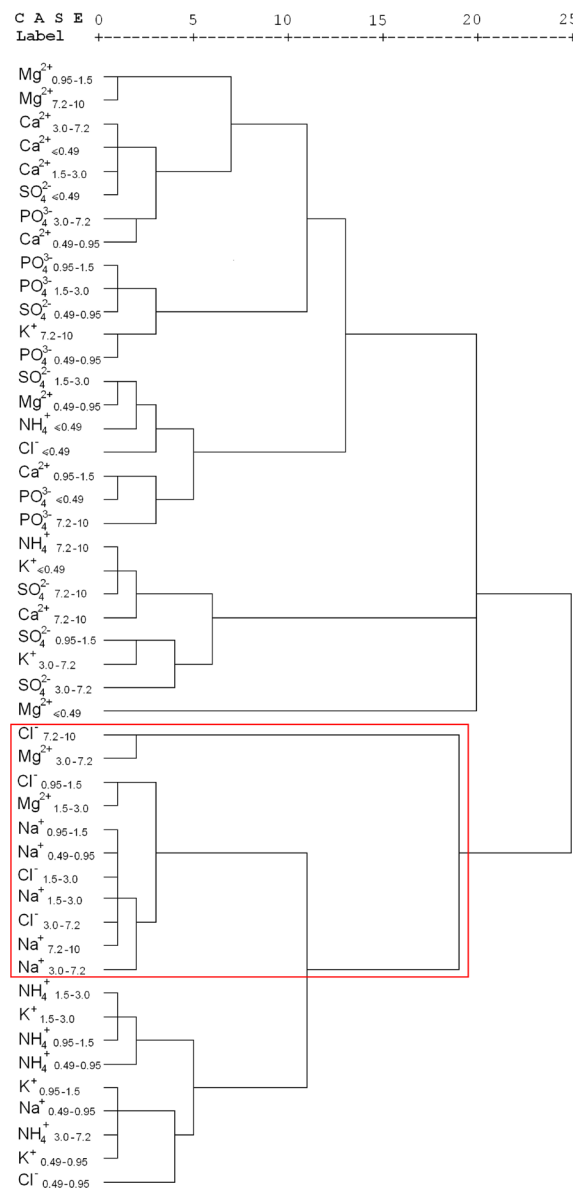 C A S E 0 5 10 15 20 25
Label +---------+---------+---------+---------+---------+
Mg²⁺ 0.95-1.5
Mg²⁺ 7.2-10
Ca²⁺ 3.0-7.2
Ca²⁺ ≤0.49
Ca²⁺ 1.5-3.0
SO₄²⁻ ≤0.49
PO₄³⁻ 3.0-7.2
Ca²⁺ 0.49-0.95
PO₄³⁻ 0.95-1.5
PO₄³⁻ 1.5-3.0
SO₄²⁻ 0.49-0.95
K⁺ 7.2-10
PO₄³⁻ 0.49-0.95
SO₄²⁻ 1.5-3.0
Mg²⁺ 0.49-0.95
NH₄⁺ ≤0.49
Cl⁻ ≤0.49
Ca²⁺ 0.95-1.5
PO₄³⁻ ≤0.49
PO₄³⁻ 7.2-10
NH₄⁺ 7.2-10
K⁺ ≤0.49
SO₄²⁻ 7.2-10
Ca²⁺ 7.2-10
SO₄²⁻ 0.95-1.5
K⁺ 3.0-7.2
SO₄²⁻ 3.0-7.2
Mg²⁺ ≤0.49
Cl⁻ 7.2-10
Mg²⁺ 3.0-7.2
Cl⁻ 0.95-1.5
Mg²⁺ 1.5-3.0
Na⁺ 0.95-1.5
Na⁺ 0.49-0.95
Cl⁻ 1.5-3.0
Na⁺ 1.5-3.0
Cl⁻ 3.0-7.2
Na⁺ 7.2-10
Na⁺ 3.0-7.2
NH₄⁺ 1.5-3.0
K⁺ 1.5-3.0
NH₄⁺ 0.95-1.5
NH₄⁺ 0.49-0.95
K⁺ 0.95-1.5
Na⁺ 0.49-0.95
NH₄⁺ 3.0-7.2
K⁺ 0.49-0.95
Cl⁻ 0.49-0.95